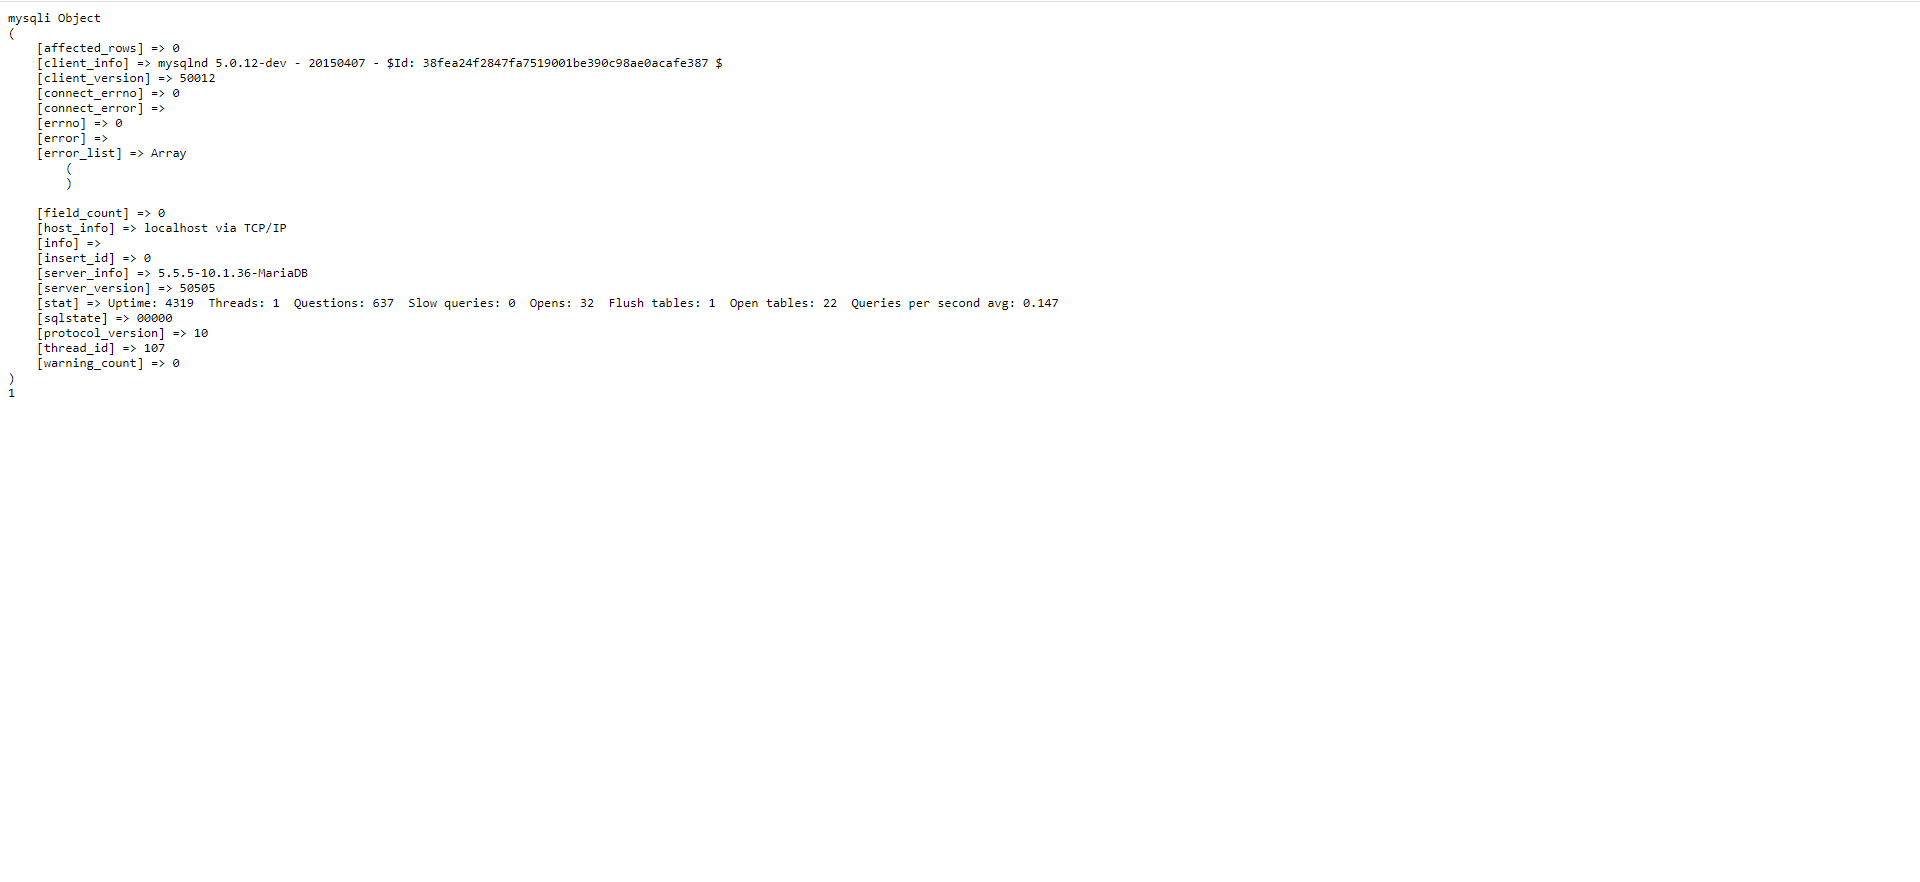 mysqli Object
(
    [affected_rows] => 0
    [client_info] => mysqlnd 5.0.12-dev - 20150407 - $Id: 38fea24f2847fa7519001be390c98ae0acafe387 $
    [client_version] => 50012
    [connect_errno] => 0
    [connect_error] =>
    [errno] => 0
    [error] =>
    [error_list] => Array
        (
        )

    [field_count] => 0
    [host_info] => localhost via TCP/IP
    [info] =>
    [insert_id] => 0
    [server_info] => 5.5.5-10.1.36-MariaDB
    [server_version] => 50505
    [stat] => Uptime: 4319  Threads: 1  Questions: 637  Slow queries: 0  Opens: 32  Flush tables: 1  Open tables: 22  Queries per second avg: 0.147
    [sqlstate] => 00000
    [protocol_version] => 10
    [thread_id] => 107
    [warning_count] => 0
)
1